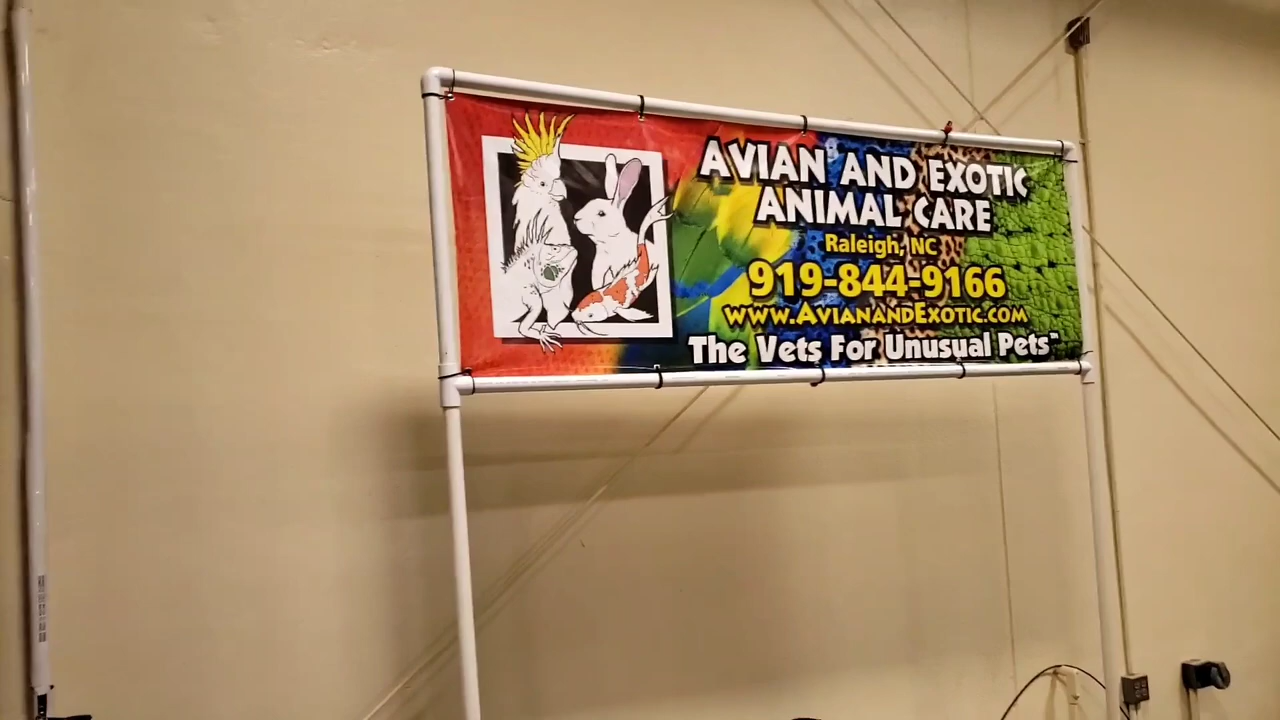 AVIAN AND EXOTIC
ANIMAL CARE
Raleigh, NC
919-844-9166
WWW.AVIANANDEXOTIC.COM
The Vets For Unusual Pets™